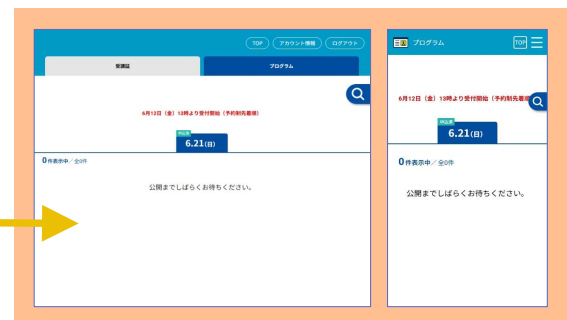 TOP アカウント情報 ログアウト
受講証 プログラム
6月12日（金）13時より受付開始（予約制先着順）
6.21(日)
0件表示中／全0件
公開までしばらくお待ちください。
プログラム TOP
6月12日（金）13時より受付開始（予約制先着順
6.21(日)
0件表示中／全0件
公開までしばらくお待ちください。